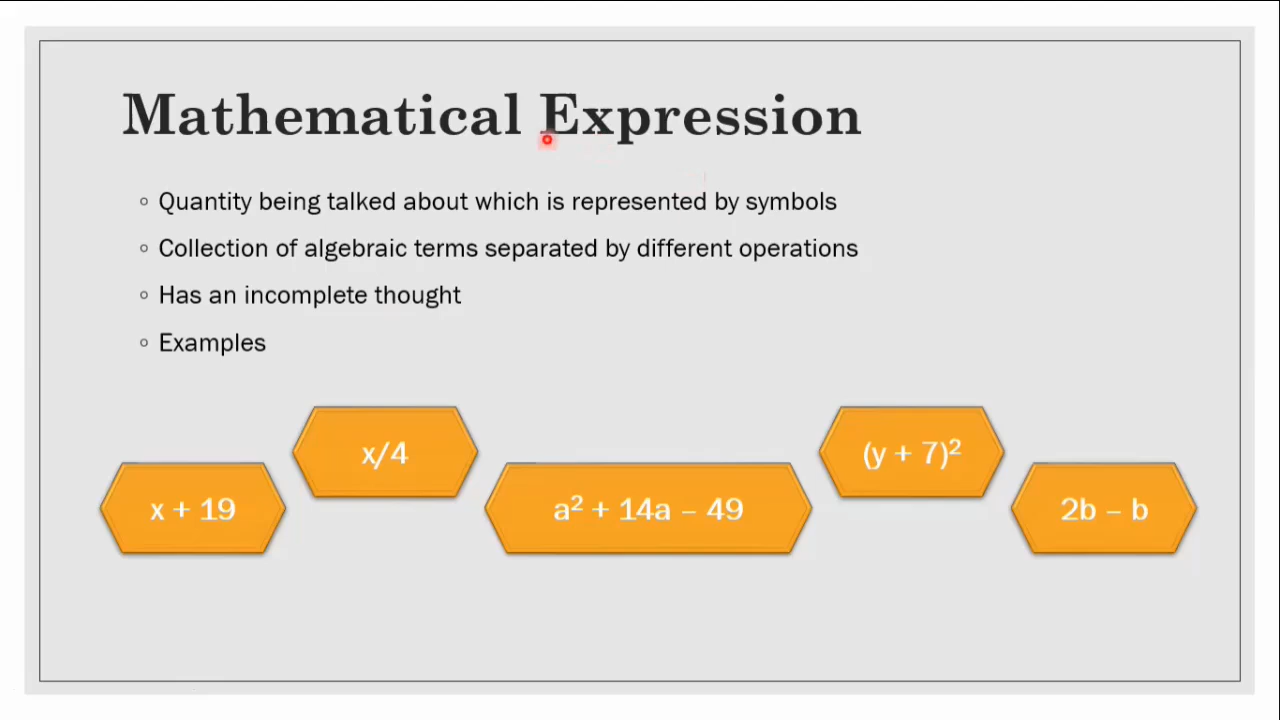 Mathematical Expression
◦ Quantity being talked about which is represented by symbols
◦ Collection of algebraic terms separated by different operations
◦ Has an incomplete thought
◦ Examples
x + 19
x/4
a² + 14a – 49
(y + 7)²
2b – b